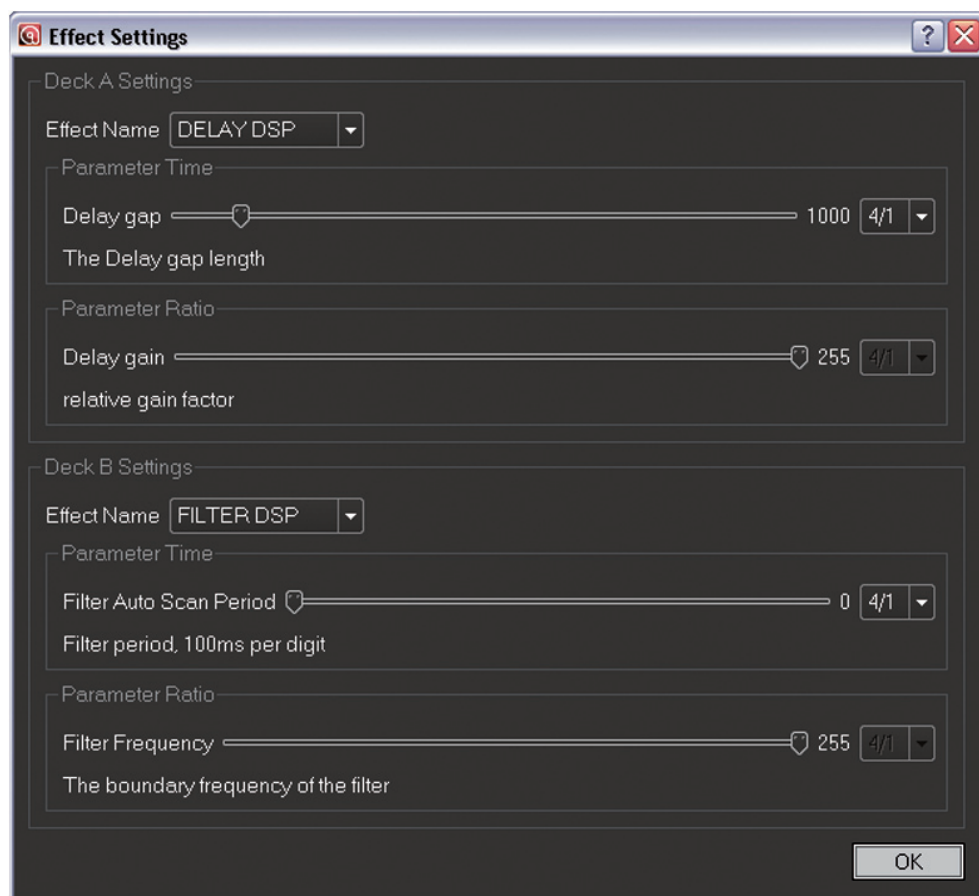 Effect Settings
Deck A Settings
Effect Name DELAY DSP
Parameter Time
Delay gap 1000 4/1
The Delay gap length
Parameter Ratio
Delay gain 255 4/1
relative gain factor
Deck B Settings
Effect Name FILTER DSP
Parameter Time
Filter Auto Scan Period 0 4/1
Filter period, 100ms per digit
Parameter Ratio
Filter Frequency 255 4/1
The boundary frequency of the filter
OK